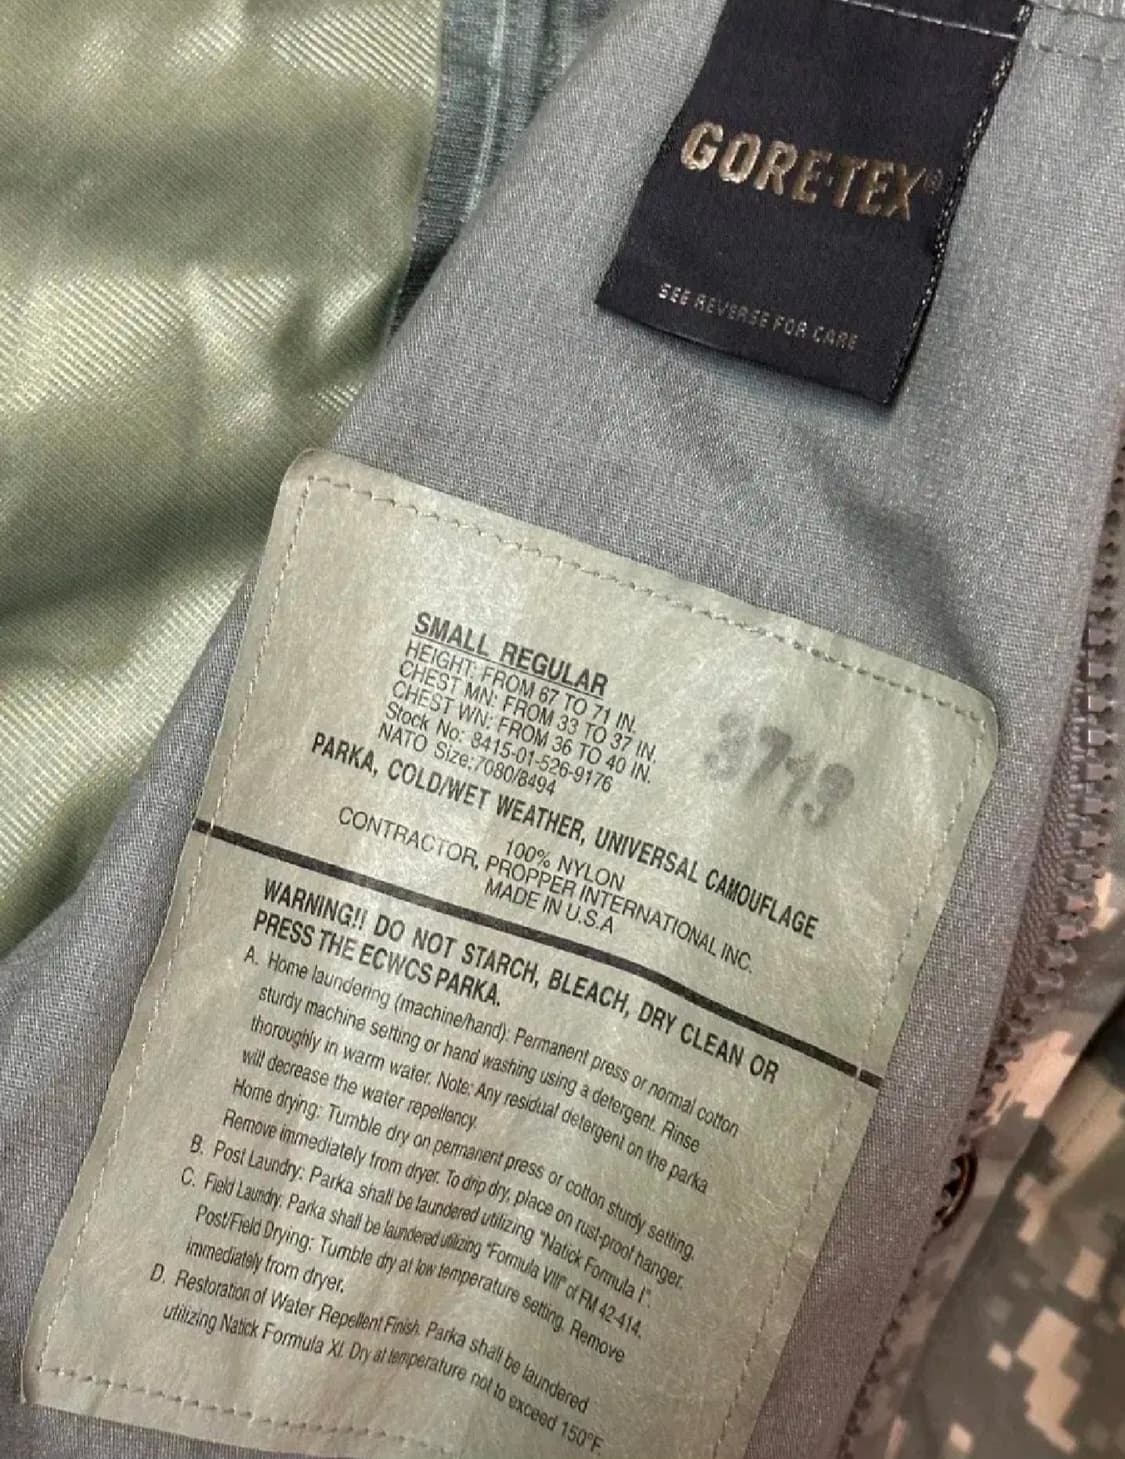 GORE-TEX®
SEE REVERSE FOR CARE
SMALL REGULAR
HEIGHT: FROM 67 TO 71 IN.
CHEST MN: FROM 33 TO 37 IN.
CHEST WN: FROM 36 TO 40 IN.
Stock No: 8415-01-526-9176
NATO Size:7080/8494
3713
PARKA, COLD/WET WEATHER, UNIVERSAL CAMOUFLAGE
100% NYLON
CONTRACTOR, PROPPER INTERNATIONAL INC.
MADE IN U.S.A
WARNING!! DO NOT STARCH, BLEACH, DRY CLEAN OR
PRESS THE ECWCS PARKA.
A. Home laundering (machine/hand): Permanent press or normal cotton
sturdy machine setting or hand washing using a detergent. Rinse
thoroughly in warm water. Note: Any residual detergent on the parka
will decrease the water repellency.
Home drying: Tumble dry on permanent press or cotton sturdy setting.
Remove immediately from dryer. To drip dry, place on rust-proof hanger.
B. Post Laundry: Parka shall be laundered utilizing "Natick Formula I".
C. Field Laundry: Parka shall be laundered utilizing "Formula VIII" of FM 42-414.
Post/Field Drying: Tumble dry at low temperature setting. Remove
immediately from dryer.
D. Restoration of Water Repellent Finish. Parka shall be laundered
utilizing Natick Formula XI. Dry at temperature not to exceed 150°F.